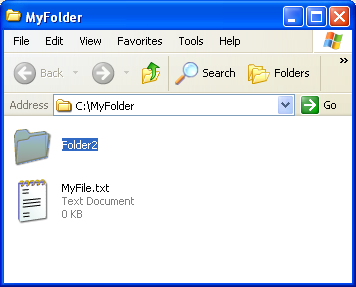 MyFolder
File Edit View Favorites Tools Help
Back Search Folders »
Address C:\MyFolder Go
Folder2
MyFile.txt
Text Document
0 KB